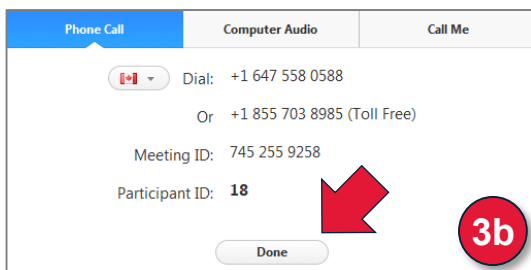 Phone Call Computer Audio Call Me
Dial: +1 647 558 0588
Or +1 855 703 8985 (Toll Free)
Meeting ID: 745 255 9258
Participant ID: 18
Done
3b